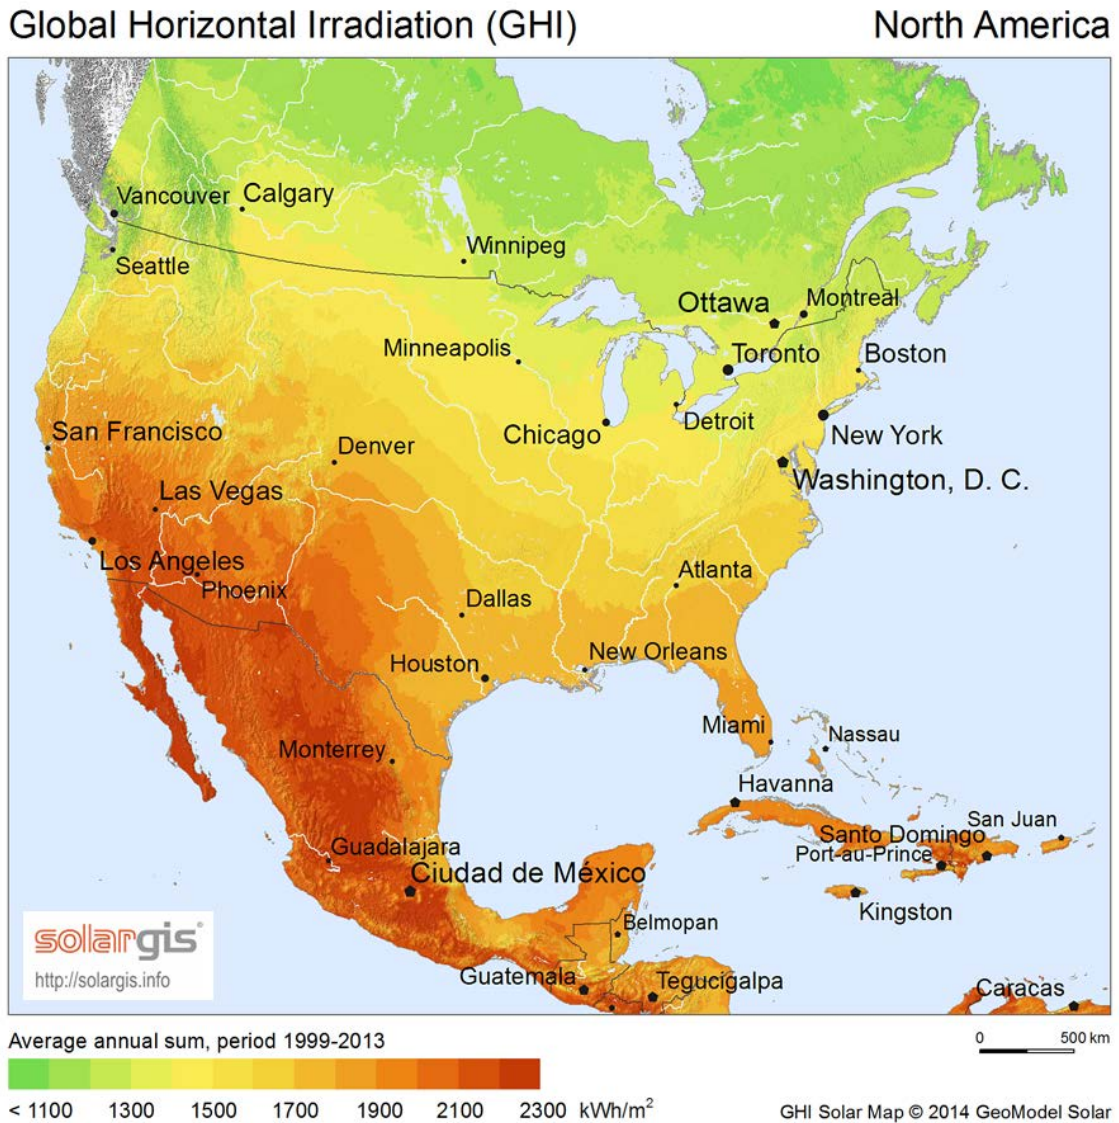 Global Horizontal Irradiation (GHI)
North America
Vancouver
Calgary
Seattle
Winnipeg
Ottawa
Montreal
Minneapolis
Toronto
Boston
Detroit
Chicago
New York
San Francisco
Denver
Washington, D. C.
Las Vegas
Los Angeles
Phoenix
Atlanta
Dallas
Houston
New Orleans
Miami
Nassau
Monterrey
Havanna
San Juan
Santo Domingo
Port-au-Prince
Guadalajara
Ciudad de México
Kingston
Belmopan
Guatemala
Tegucigalpa
Caracas
solargis®
http://solargis.info
Average annual sum, period 1999-2013
0 500 km
< 1100 1300 1500 1700 1900 2100 2300 kWh/m²
GHI Solar Map © 2014 GeoModel Solar